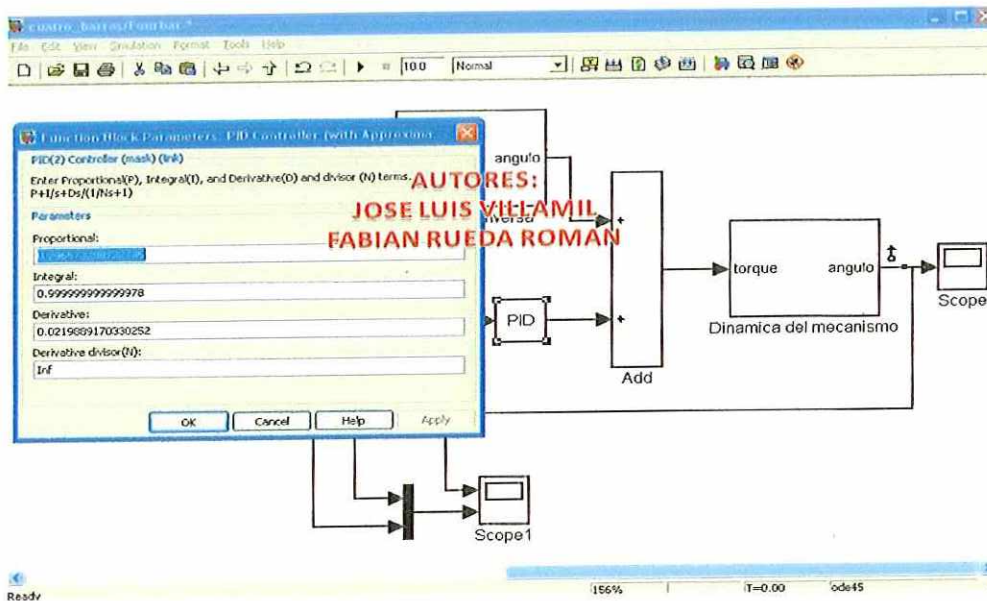 cuatro_barras/Fourbar *
File Edit View Simulation Format Tools Help
10.0 Normal
Function Block Parameters: PID Controller (with Approxima
PID(2) Controller (mask) (link)
Enter Proportional(P), Integral(I), and Derivative(D) and divisor (N) terms.
P+I/s+Ds/(1/Ns+1)
Parameters
Proportional:
Integral:
0.999999999999978
Derivative:
0.0219889170330252
Derivative divisor(N):
Inf
OK Cancel Help Apply
AUTORES:
JOSE LUIS VILLAMIL
FABIAN RUEDA ROMAN
angulo
nversa
PID
+
+
Add
torque angulo
Dinamica del mecanismo
Scope
Scope1
Ready 156% T=0.00 ode45